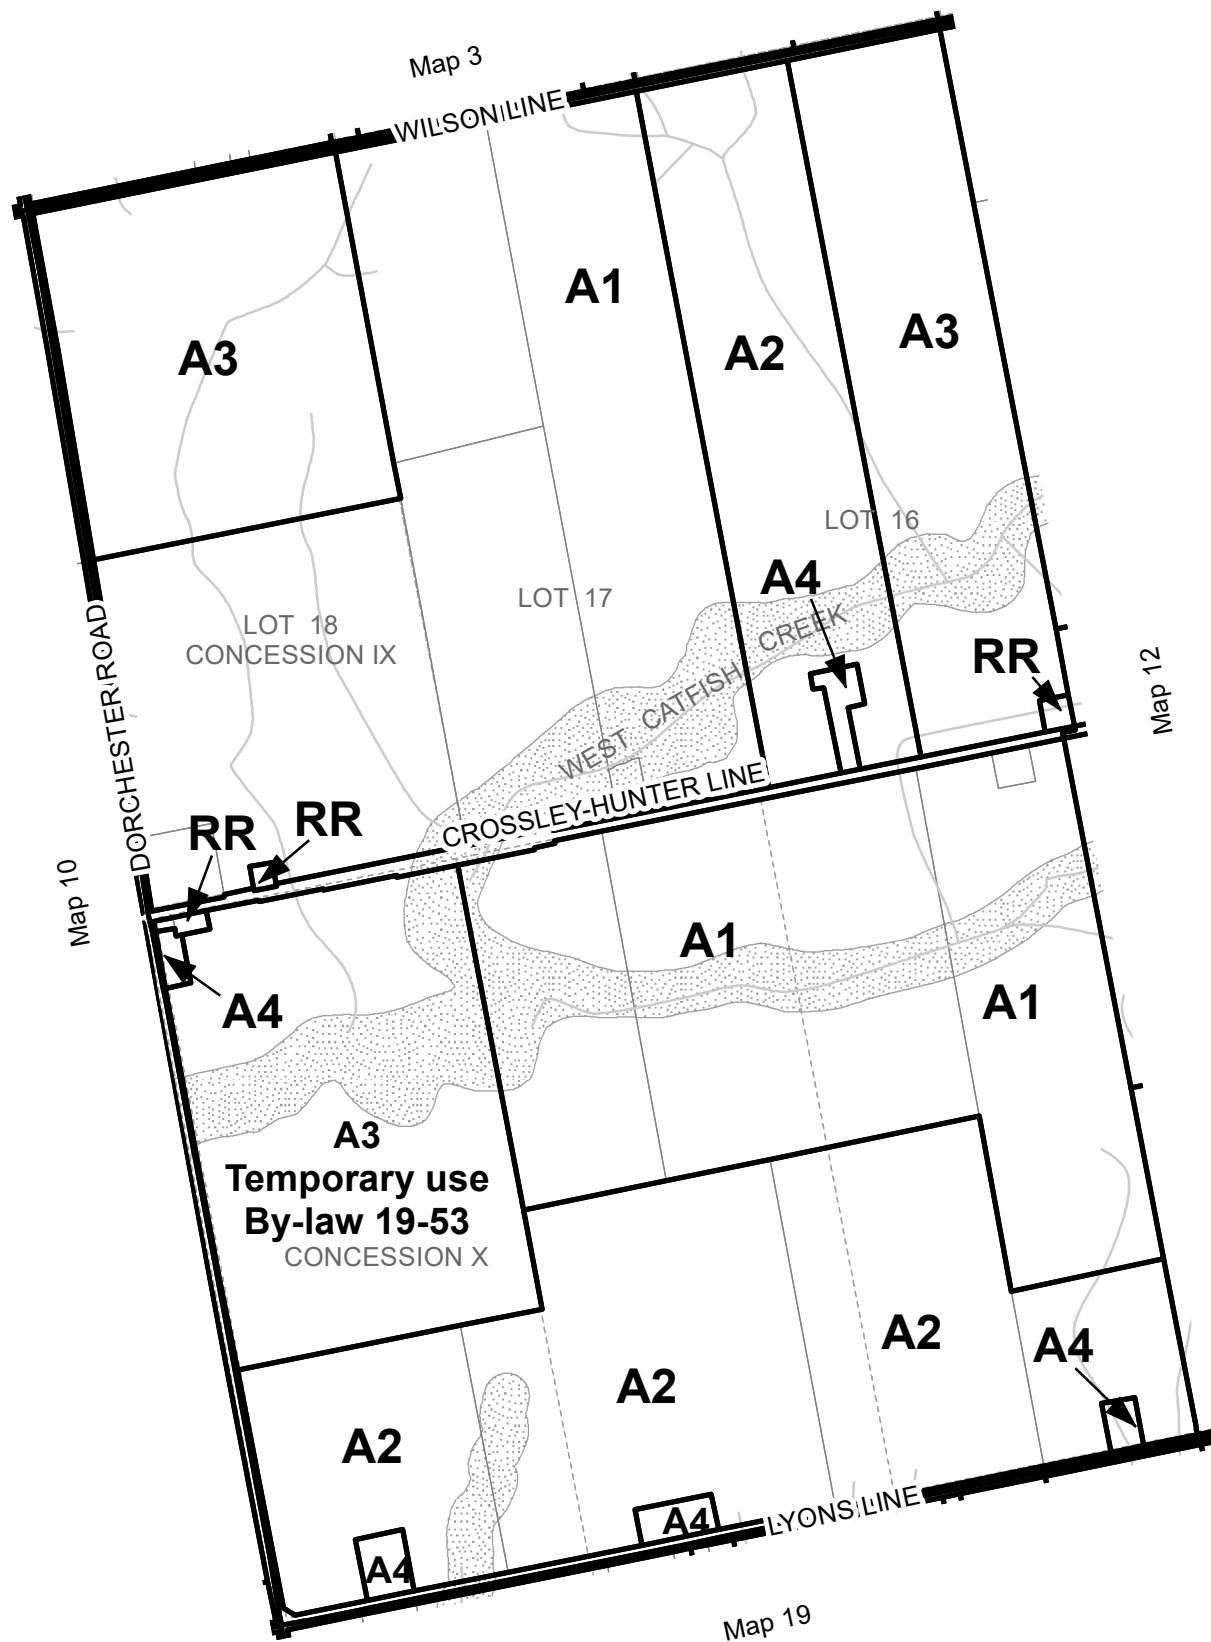 Map 3
WILSON LINE
A1
A3
A2
A3
LOT 16
A4
LOT 17
LOT 18
CONCESSION IX
WEST CATFISH CREEK
RR
Map 12
DORCHESTER ROAD
CROSSLEY-HUNTER LINE
RR
RR
Map 10
A1
A4
A1
A3
Temporary use
By-law 19-53
CONCESSION X
A2
A4
A2
A2
A4
A4
LYONS LINE
Map 19